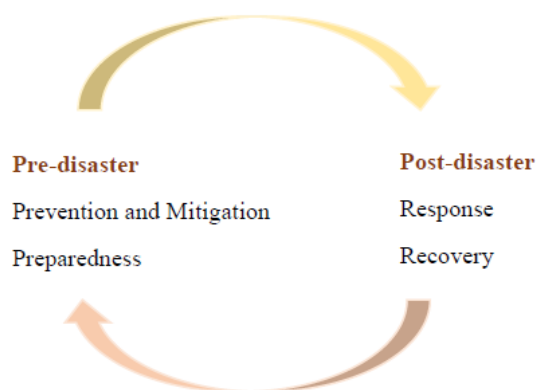 Pre-disaster
Prevention and Mitigation
Preparedness
Post-disaster
Response
Recovery